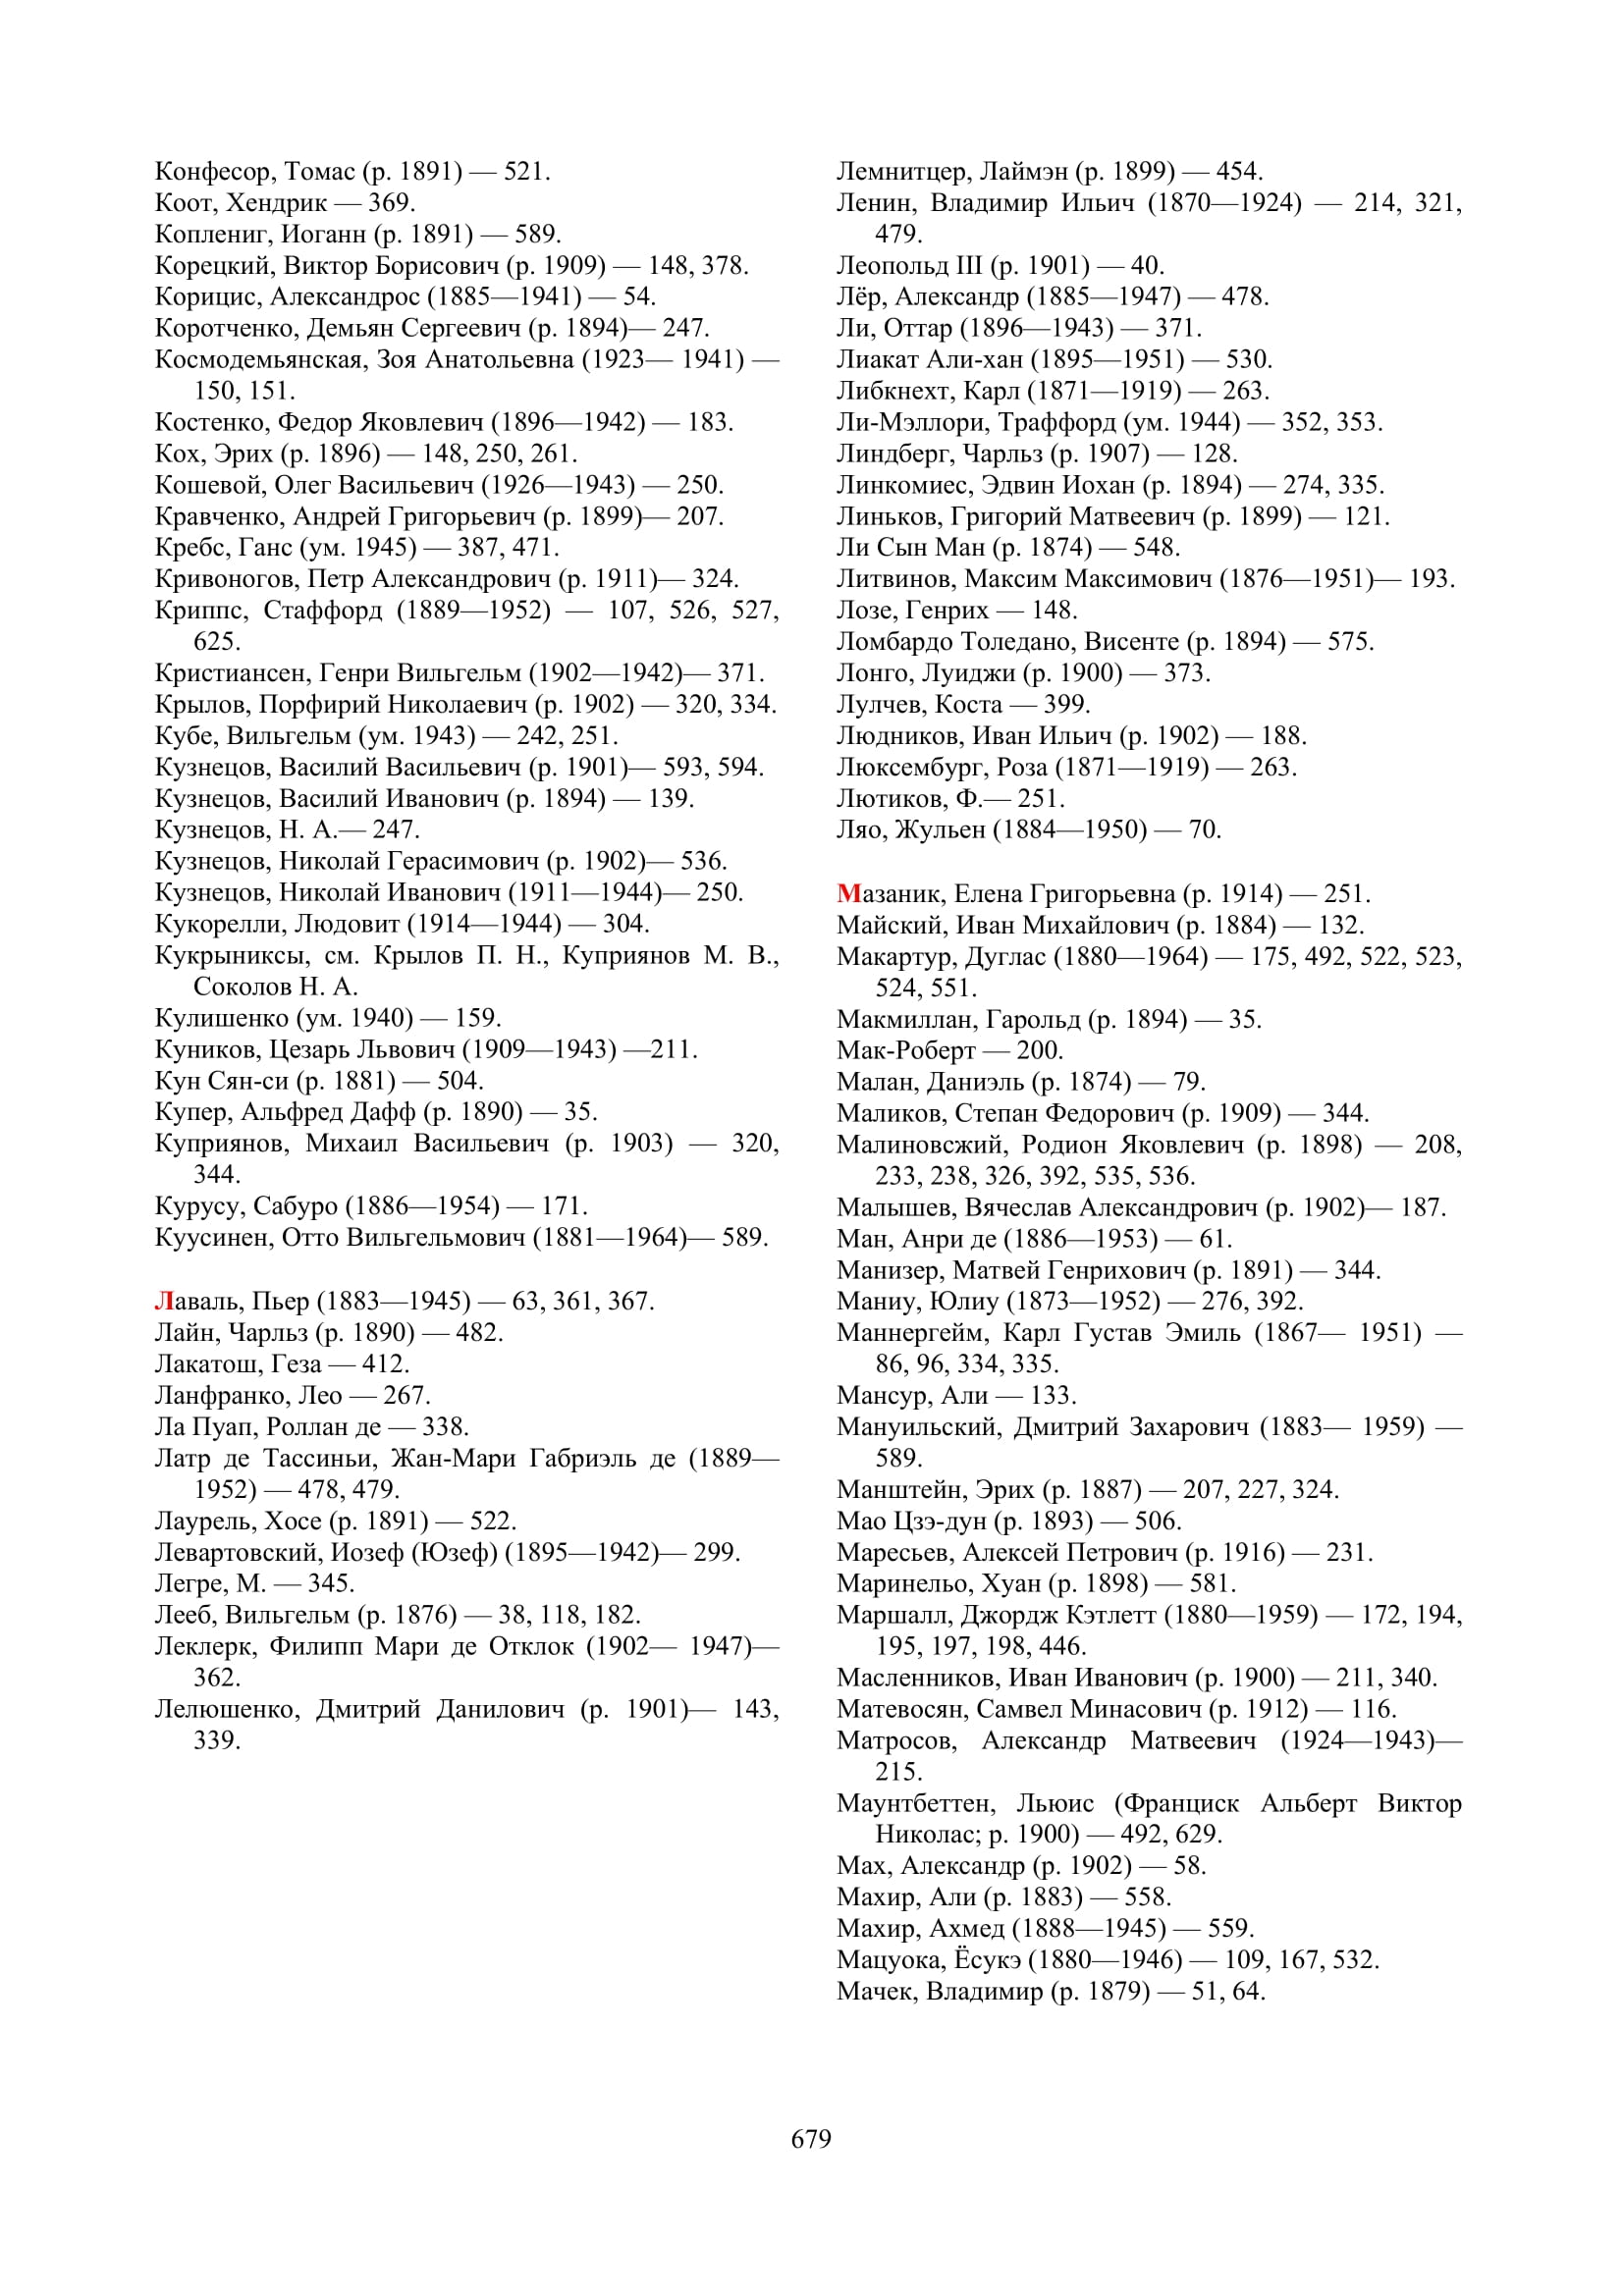 Конфесор, Томас (р. 1891) — 521.
Коот, Хендрик — 369.
Коплениг, Иоганн (р. 1891) — 589.
Корецкий, Виктор Борисович (р. 1909) — 148, 378.
Корицис, Александрос (1885—1941) — 54.
Коротченко, Демьян Сергеевич (р. 1894)— 247.
Космодемьянская, Зоя Анатольевна (1923— 1941) —
150, 151.
Костенко, Федор Яковлевич (1896—1942) — 183.
Кох, Эрих (р. 1896) — 148, 250, 261.
Кошевой, Олег Васильевич (1926—1943) — 250.
Кравченко, Андрей Григорьевич (р. 1899)— 207.
Кребс, Ганс (ум. 1945) — 387, 471.
Кривоногов, Петр Александрович (р. 1911)— 324.
Криппс, Стаффорд (1889—1952) — 107, 526, 527,
625.
Кристиансен, Генри Вильгельм (1902—1942)— 371.
Крылов, Порфирий Николаевич (р. 1902) — 320, 334.
Кубе, Вильгельм (ум. 1943) — 242, 251.
Кузнецов, Василий Васильевич (р. 1901)— 593, 594.
Кузнецов, Василий Иванович (р. 1894) — 139.
Кузнецов, Н. А.— 247.
Кузнецов, Николай Герасимович (р. 1902)— 536.
Кузнецов, Николай Иванович (1911—1944)— 250.
Кукорелли, Людовит (1914—1944) — 304.
Кукрыниксы, см. Крылов П. Н., Куприянов М. В.,
Соколов Н. А.
Кулишенко (ум. 1940) — 159.
Куников, Цезарь Львович (1909—1943) —211.
Кун Сян-си (р. 1881) — 504.
Купер, Альфред Дафф (р. 1890) — 35.
Куприянов, Михаил Васильевич (р. 1903) — 320,
344.
Курусу, Сабуро (1886—1954) — 171.
Куусинен, Отто Вильгельмович (1881—1964)— 589.
Лаваль, Пьер (1883—1945) — 63, 361, 367.
Лайн, Чарльз (р. 1890) — 482.
Лакатош, Геза — 412.
Ланфранко, Лео — 267.
Ла Пуап, Роллан де — 338.
Латр де Тассиньи, Жан-Мари Габриэль де (1889—
1952) — 478, 479.
Лаурель, Хосе (р. 1891) — 522.
Левартовский, Иозеф (Юзеф) (1895—1942)— 299.
Легре, М. — 345.
Лееб, Вильгельм (р. 1876) — 38, 118, 182.
Леклерк, Филипп Мари де Отклок (1902— 1947)—
362.
Лелюшенко, Дмитрий Данилович (р. 1901)— 143,
339.
Лемнитцер, Лаймэн (р. 1899) — 454.
Ленин, Владимир Ильич (1870—1924) — 214, 321,
479.
Леопольд III (р. 1901) — 40.
Лёр, Александр (1885—1947) — 478.
Ли, Оттар (1896—1943) — 371.
Лиакат Али-хан (1895—1951) — 530.
Либкнехт, Карл (1871—1919) — 263.
Ли-Мэллори, Траффорд (ум. 1944) — 352, 353.
Линдберг, Чарльз (р. 1907) — 128.
Линкомиес, Эдвин Иохан (р. 1894) — 274, 335.
Линьков, Григорий Матвеевич (р. 1899) — 121.
Ли Сын Ман (р. 1874) — 548.
Литвинов, Максим Максимович (1876—1951)— 193.
Лозе, Генрих — 148.
Ломбардо Толедано, Висенте (р. 1894) — 575.
Лонго, Луиджи (р. 1900) — 373.
Лулчев, Коста — 399.
Людников, Иван Ильич (р. 1902) — 188.
Люксембург, Роза (1871—1919) — 263.
Лютиков, Ф.— 251.
Ляо, Жульен (1884—1950) — 70.
Мазаник, Елена Григорьевна (р. 1914) — 251.
Майский, Иван Михайлович (р. 1884) — 132.
Макартур, Дуглас (1880—1964) — 175, 492, 522, 523,
524, 551.
Макмиллан, Гарольд (р. 1894) — 35.
Мак-Роберт — 200.
Малан, Даниэль (р. 1874) — 79.
Маликов, Степан Федорович (р. 1909) — 344.
Малиновсжий, Родион Яковлевич (р. 1898) — 208,
233, 238, 326, 392, 535, 536.
Малышев, Вячеслав Александрович (р. 1902)— 187.
Ман, Анри де (1886—1953) — 61.
Манизер, Матвей Генрихович (р. 1891) — 344.
Маниу, Юлиу (1873—1952) — 276, 392.
Маннергейм, Карл Густав Эмиль (1867— 1951) —
86, 96, 334, 335.
Мансур, Али — 133.
Мануильский, Дмитрий Захарович (1883— 1959) —
589.
Манштейн, Эрих (р. 1887) — 207, 227, 324.
Мао Цзэ-дун (р. 1893) — 506.
Маресьев, Алексей Петрович (р. 1916) — 231.
Маринельо, Хуан (р. 1898) — 581.
Маршалл, Джордж Кэтлетт (1880—1959) — 172, 194,
195, 197, 198, 446.
Масленников, Иван Иванович (р. 1900) — 211, 340.
Матевосян, Самвел Минасович (р. 1912) — 116.
Матросов, Александр Матвеевич (1924—1943)—
215.
Маунтбеттен, Льюис (Франциск Альберт Виктор
Николас; р. 1900) — 492, 629.
Мах, Александр (р. 1902) — 58.
Махир, Али (р. 1883) — 558.
Махир, Ахмед (1888—1945) — 559.
Мацуока, Ёсукэ (1880—1946) — 109, 167, 532.
Мачек, Владимир (р. 1879) — 51, 64.
679